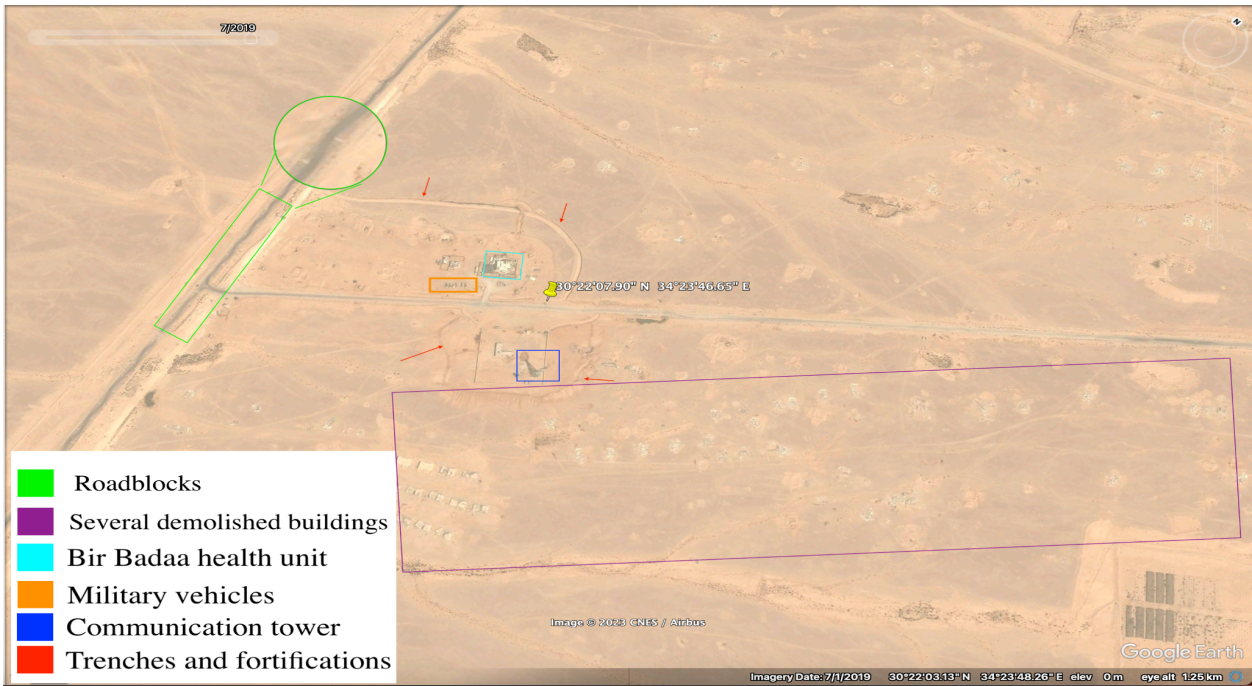 7/2019
N
30°22'07.90" N 34°23'46.65" E
Roadblocks
Several demolished buildings
Bir Badaa health unit
Military vehicles
Communication tower
Trenches and fortifications
Image © 2023 CNES / Airbus
Google Earth
Imagery Date: 7/1/2019 30°22'03.13" N 34°23'48.26" E elev 0 m eye alt 1.25 km